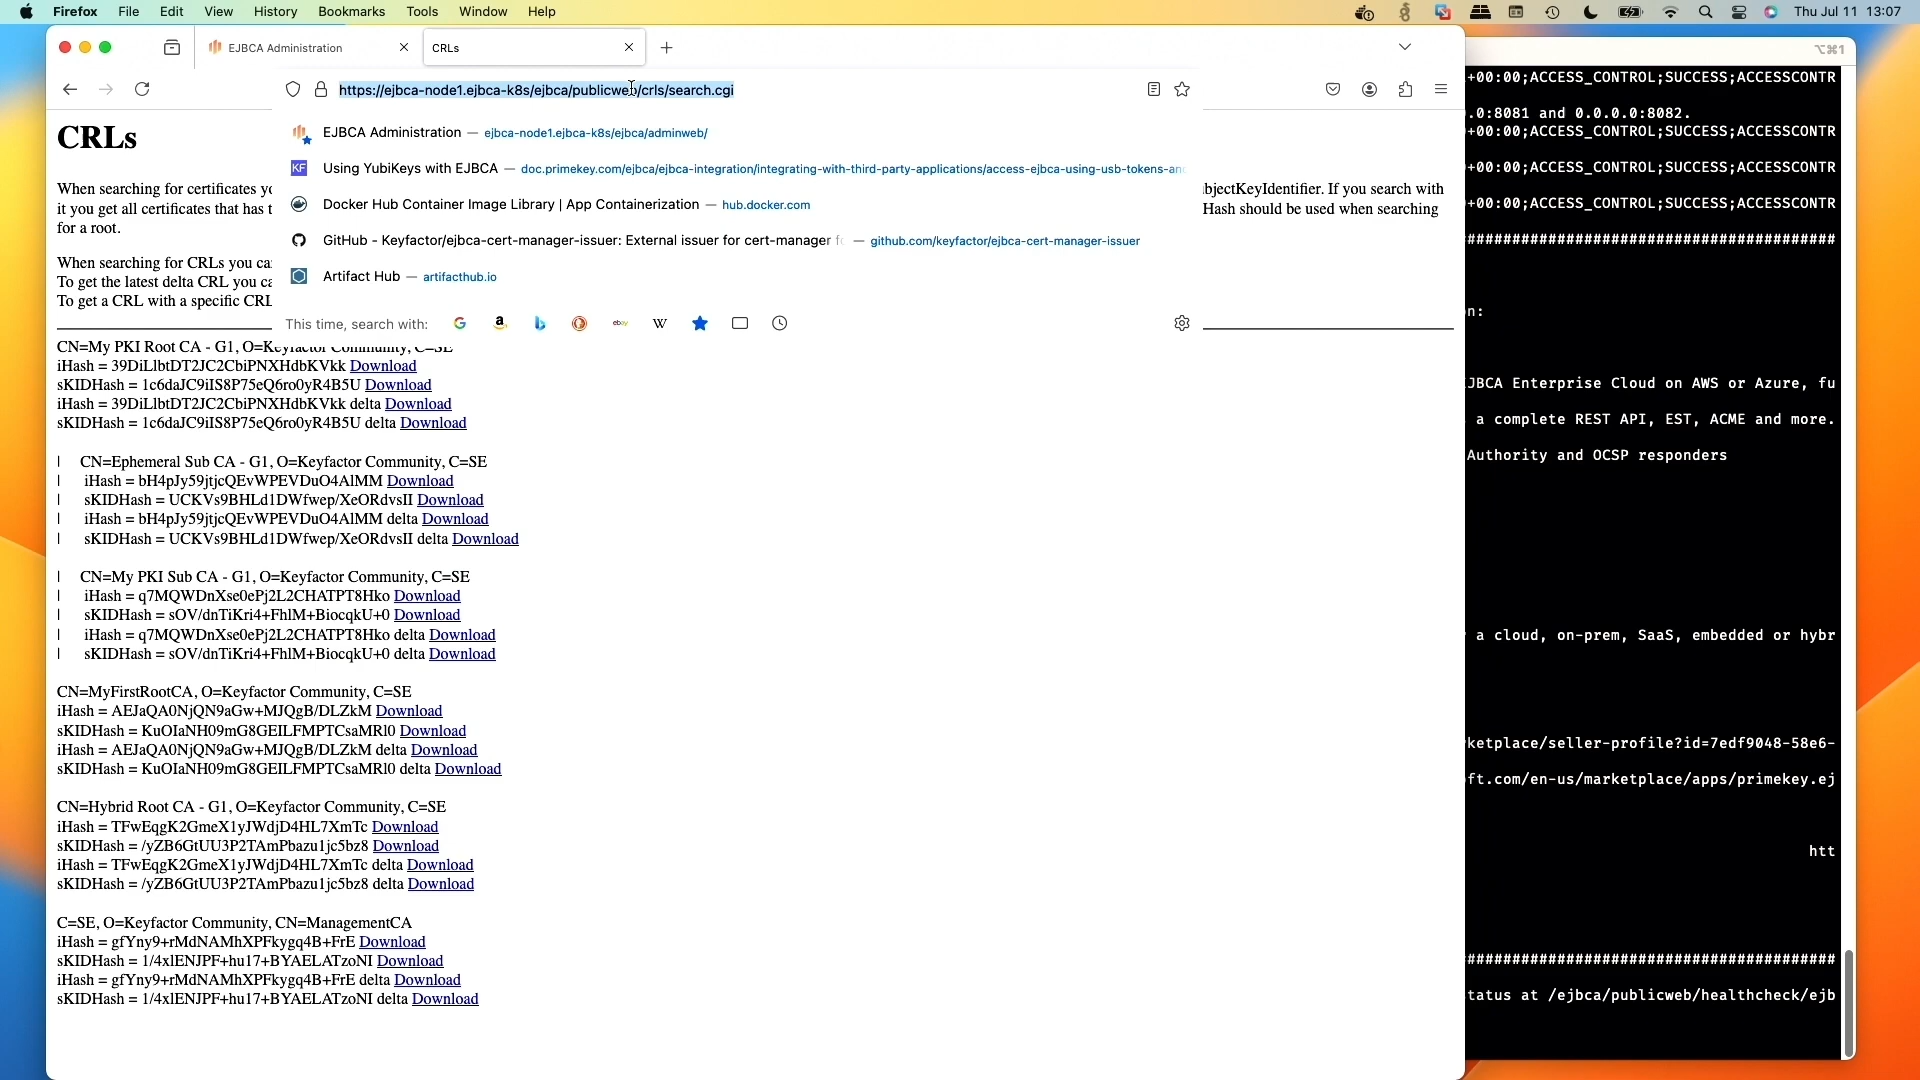 Firefox File Edit View History Bookmarks Tools Window Help Thu Jul 11 13:07
EJBCA Administration
CRLs
⌥⌘1
https://ejbca-node1.ejbca-k8s/ejbca/publicweb/crls/search.cgi
EJBCA Administration — ejbca-node1.ejbca-k8s/ejbca/adminweb/
Using YubiKeys with EJBCA — doc.primekey.com/ejbca/ejbca-integration/integrating-with-third-party-applications/access-ejbca-using-usb-tokens-and
Docker Hub Container Image Library | App Containerization — hub.docker.com
GitHub - Keyfactor/ejbca-cert-manager-issuer: External issuer for cert-manager — github.com/keyfactor/ejbca-cert-manager-issuer
Artifact Hub — artifacthub.io
This time, search with:
CRLs
When searching for certificates bjectKeyIdentifier. If you search with
it you get all certificates that has Hash should be used when searching
for a root.
When searching for CRLs you
To get the latest delta CRL you
To get a CRL with a specific CRL
CN=My PKI Root CA - G1, O=Keyfactor Community, C=SE
iHash = 39DiLlbtDT2JC2CbiPNXHdbKVkk Download
sKIDHash = 1c6daJC9iIS8P75eQ6ro0yR4B5U Download
iHash = 39DiLlbtDT2JC2CbiPNXHdbKVkk delta Download
sKIDHash = 1c6daJC9iIS8P75eQ6ro0yR4B5U delta Download
| CN=Ephemeral Sub CA - G1, O=Keyfactor Community, C=SE
| iHash = bH4pJy59jtjcQEvWPEVDuO4AlMM Download
| sKIDHash = UCKVs9BHLd1DWfwep/XeORdvsII Download
| iHash = bH4pJy59jtjcQEvWPEVDuO4AlMM delta Download
| sKIDHash = UCKVs9BHLd1DWfwep/XeORdvsII delta Download
| CN=My PKI Sub CA - G1, O=Keyfactor Community, C=SE
| iHash = q7MQWDnXse0ePj2L2CHATPT8Hko Download
| sKIDHash = sOV/dnTiKri4+FhlM+BiocqkU+0 Download
| iHash = q7MQWDnXse0ePj2L2CHATPT8Hko delta Download
| sKIDHash = sOV/dnTiKri4+FhlM+BiocqkU+0 delta Download
CN=MyFirstRootCA, O=Keyfactor Community, C=SE
iHash = AEJaQA0NjQN9aGw+MJQgB/DLZkM Download
sKIDHash = KuOIaNH09mG8GEILFMPTCsaMRl0 Download
iHash = AEJaQA0NjQN9aGw+MJQgB/DLZkM delta Download
sKIDHash = KuOIaNH09mG8GEILFMPTCsaMRl0 delta Download
CN=Hybrid Root CA - G1, O=Keyfactor Community, C=SE
iHash = TFwEqgK2GmeX1yJWdjD4HL7XmTc Download
sKIDHash = /yZB6GtUU3P2TAmPbazu1jc5bz8 Download
iHash = TFwEqgK2GmeX1yJWdjD4HL7XmTc delta Download
sKIDHash = /yZB6GtUU3P2TAmPbazu1jc5bz8 delta Download
C=SE, O=Keyfactor Community, CN=ManagementCA
iHash = gfYny9+rMdNAMhXPFkygq4B+FrE Download
sKIDHash = 1/4xlENJPF+hu17+BYAELATzoNI Download
iHash = gfYny9+rMdNAMhXPFkygq4B+FrE delta Download
sKIDHash = 1/4xlENJPF+hu17+BYAELATzoNI delta Download
+00:00;ACCESS_CONTROL;SUCCESS;ACCESSCONTR
.0:8081 and 0.0.0.0:8082.
+00:00;ACCESS_CONTROL;SUCCESS;ACCESSCONTR
+00:00;ACCESS_CONTROL;SUCCESS;ACCESSCONTR
+00:00;ACCESS_CONTROL;SUCCESS;ACCESSCONTR
#########################################
n:
JBCA Enterprise Cloud on AWS or Azure, fu
a complete REST API, EST, ACME and more.
Authority and OCSP responders
a cloud, on-prem, SaaS, embedded or hybr
ketplace/seller-profile?id=7edf9048-58e6-
ft.com/en-us/marketplace/apps/primekey.ej
htt
#########################################
tatus at /ejbca/publicweb/healthcheck/ejb